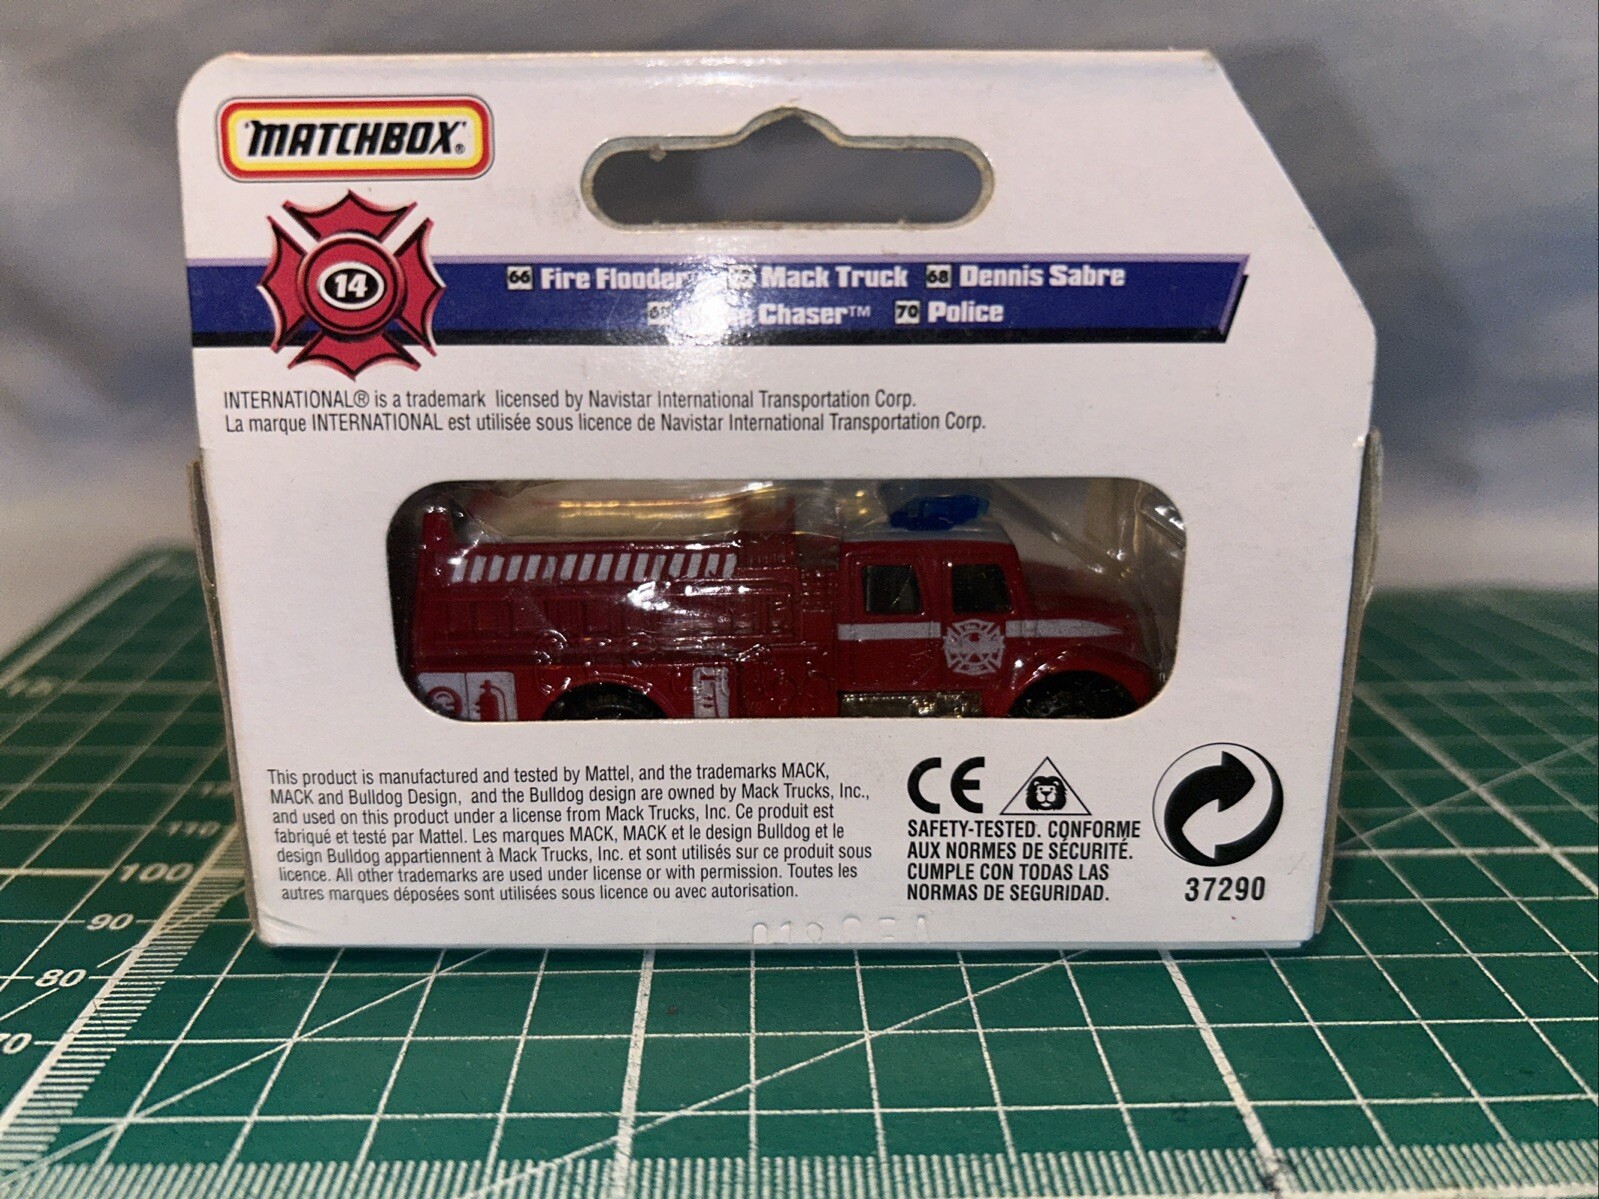 MATCHBOX®
14
66 Fire Flooder Mack Truck 68 Dennis Sabre
Chaser™ 70 Police
INTERNATIONAL® is a trademark licensed by Navistar International Transportation Corp.
La marque INTERNATIONAL est utilisée sous licence de Navistar International Transportation Corp.
This product is manufactured and tested by Mattel, and the trademarks MACK,
MACK and Bulldog Design, and the Bulldog design are owned by Mack Trucks, Inc.,
and used on this product under a license from Mack Trucks, Inc. Ce produit est
fabriqué et testé par Mattel. Les marques MACK, MACK et le design Bulldog et le
design Bulldog appartiennent à Mack Trucks, Inc. et sont utilisés sur ce produit sous
licence. All other trademarks are used under license or with permission. Toutes les
autres marques déposées sont utilisées sous licence ou avec autorisation.
CE
SAFETY-TESTED. CONFORME
AUX NORMES DE SÉCURITÉ.
CUMPLE CON TODAS LAS
NORMAS DE SEGURIDAD.
37290
110
100
90
80
70